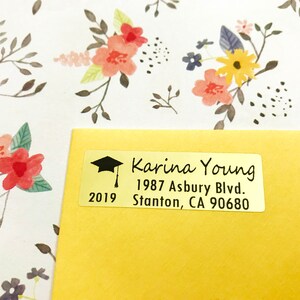 Karina Young
1987 Asbury Blvd.
2019 Stanton, CA 90680